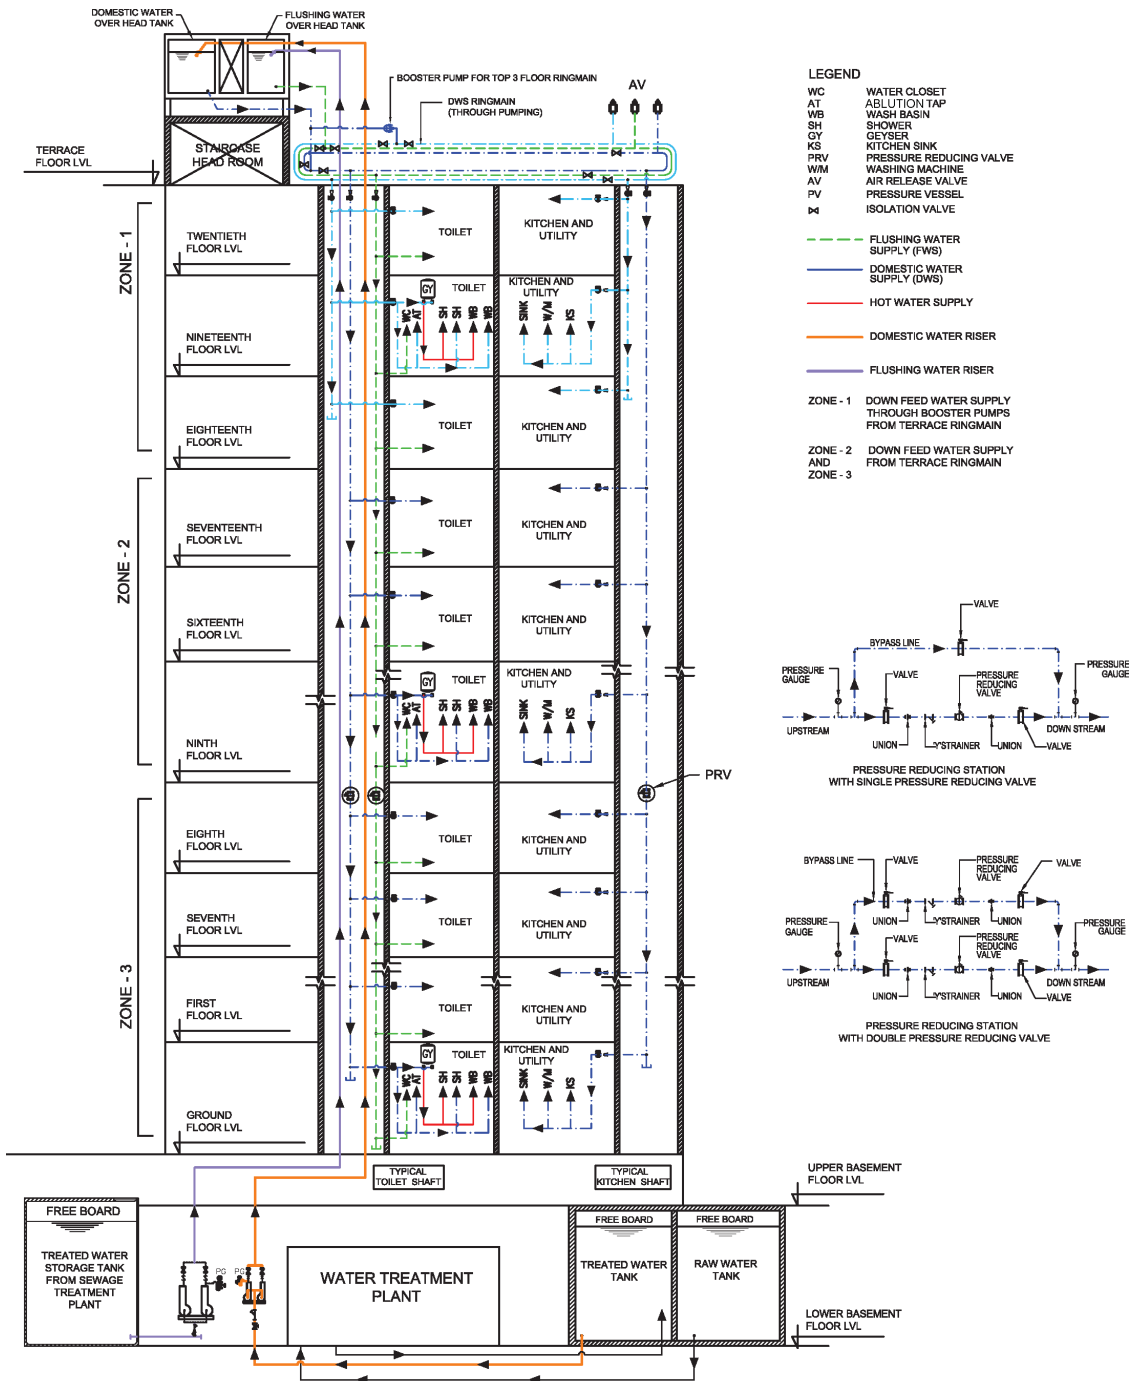 DOMESTIC WATER
OVER HEAD TANK
FLUSHING WATER
OVER HEAD TANK
BOOSTER PUMP FOR TOP 3 FLOOR RINGMAIN
DWS RINGMAIN
(THROUGH PUMPING)
AV
STAIRCASE
HEAD ROOM
TERRACE
FLOOR LVL
LEGEND
WC WATER CLOSET
AT ABLUTION TAP
WB WASH BASIN
SH SHOWER
GY GEYSER
KS KITCHEN SINK
PRV PRESSURE REDUCING VALVE
W/M WASHING MACHINE
AV AIR RELEASE VALVE
PV PRESSURE VESSEL
ISOLATION VALVE
FLUSHING WATER
SUPPLY (FWS)
DOMESTIC WATER
SUPPLY (DWS)
HOT WATER SUPPLY
DOMESTIC WATER RISER
FLUSHING WATER RISER
ZONE - 1 DOWN FEED WATER SUPPLY
THROUGH BOOSTER PUMPS
FROM TERRACE RINGMAIN
ZONE - 2 DOWN FEED WATER SUPPLY
AND FROM TERRACE RINGMAIN
ZONE - 3
ZONE - 1
TWENTIETH
FLOOR LVL
TOILET
KITCHEN AND
UTILITY
NINETEENTH
FLOOR LVL
GY
TOILET
KITCHEN AND
UTILITY
WC AT SH SH WB WB
SINK W/M KS
EIGHTEENTH
FLOOR LVL
TOILET
KITCHEN AND
UTILITY
ZONE - 2
SEVENTEENTH
FLOOR LVL
TOILET
KITCHEN AND
UTILITY
SIXTEENTH
FLOOR LVL
TOILET
KITCHEN AND
UTILITY
NINTH
FLOOR LVL
GY
TOILET
KITCHEN AND
UTILITY
WC AT SH SH WB WB
SINK W/M KS
PRV
ZONE - 3
EIGHTH
FLOOR LVL
TOILET
KITCHEN AND
UTILITY
SEVENTH
FLOOR LVL
TOILET
KITCHEN AND
UTILITY
FIRST
FLOOR LVL
TOILET
KITCHEN AND
UTILITY
GROUND
FLOOR LVL
GY
TOILET
KITCHEN AND
UTILITY
WC AT SH SH WB WB
SINK W/M KS
TYPICAL
TOILET SHAFT
TYPICAL
KITCHEN SHAFT
VALVE
BYPASS LINE
PRESSURE
GAUGE
VALVE
PRESSURE
REDUCING
VALVE
PRESSURE
GAUGE
UPSTREAM
UNION
'Y'STRAINER
UNION
VALVE
DOWN STREAM
PRESSURE REDUCING STATION
WITH SINGLE PRESSURE REDUCING VALVE
BYPASS LINE
VALVE
PRESSURE
REDUCING
VALVE
VALVE
UNION
'Y'STRAINER
UNION
PRESSURE
GAUGE
VALVE
PRESSURE
REDUCING
VALVE
PRESSURE
GAUGE
UPSTREAM
UNION
'Y'STRAINER
UNION
VALVE
DOWN STREAM
PRESSURE REDUCING STATION
WITH DOUBLE PRESSURE REDUCING VALVE
UPPER BASEMENT
FLOOR LVL
FREE BOARD
TREATED WATER
STORAGE TANK
FROM SEWAGE
TREATMENT
PLANT
PG
PG
WATER TREATMENT
PLANT
FREE BOARD
TREATED WATER
TANK
FREE BOARD
RAW WATER
TANK
LOWER BASEMENT
FLOOR LVL